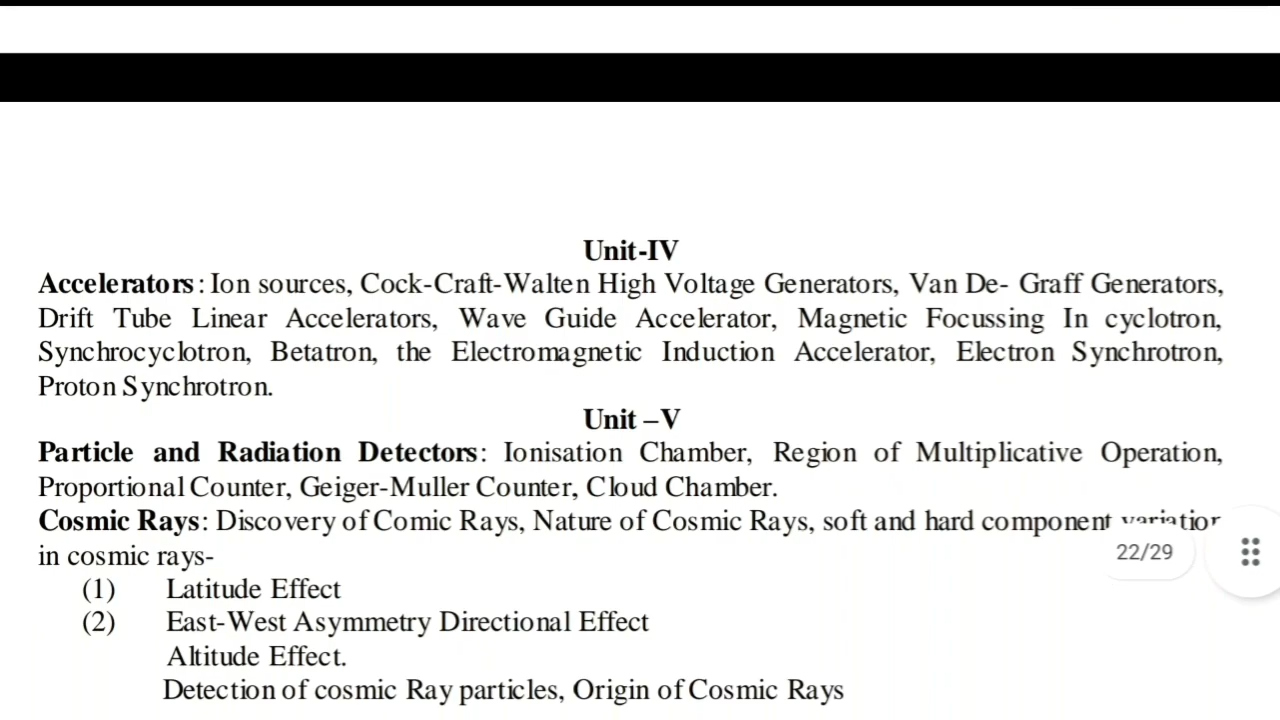 Unit-IV
Accelerators: Ion sources, Cock-Craft-Walten High Voltage Generators, Van De- Graff Generators,
Drift Tube Linear Accelerators, Wave Guide Accelerator, Magnetic Focussing In cyclotron,
Synchrocyclotron, Betatron, the Electromagnetic Induction Accelerator, Electron Synchrotron,
Proton Synchrotron.
Unit –V
Particle and Radiation Detectors: Ionisation Chamber, Region of Multiplicative Operation,
Proportional Counter, Geiger-Muller Counter, Cloud Chamber.
Cosmic Rays: Discovery of Comic Rays, Nature of Cosmic Rays, soft and hard component variation
in cosmic rays-
22/29
(1) Latitude Effect
(2) East-West Asymmetry Directional Effect
Altitude Effect.
Detection of cosmic Ray particles, Origin of Cosmic Rays